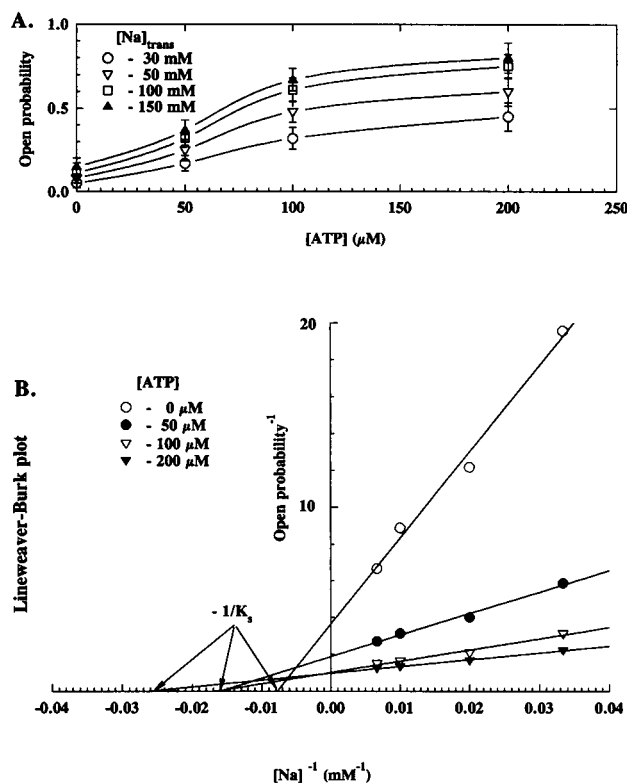 A.
[Na]trans
- 30 mM
- 50 mM
- 100 mM
- 150 mM
Open probability
1.0
0.5
0.0
0
50
100
150
200
250
[ATP] (μM)
B.
Lineweaver-Burk plot
[ATP]
- 0 μM
- 50 μM
- 100 μM
- 200 μM
Open probability-1
20
10
- 1/Ks
-0.04
-0.03
-0.02
-0.01
0.00
0.01
0.02
0.03
0.04
[Na] -1 (mM-1)